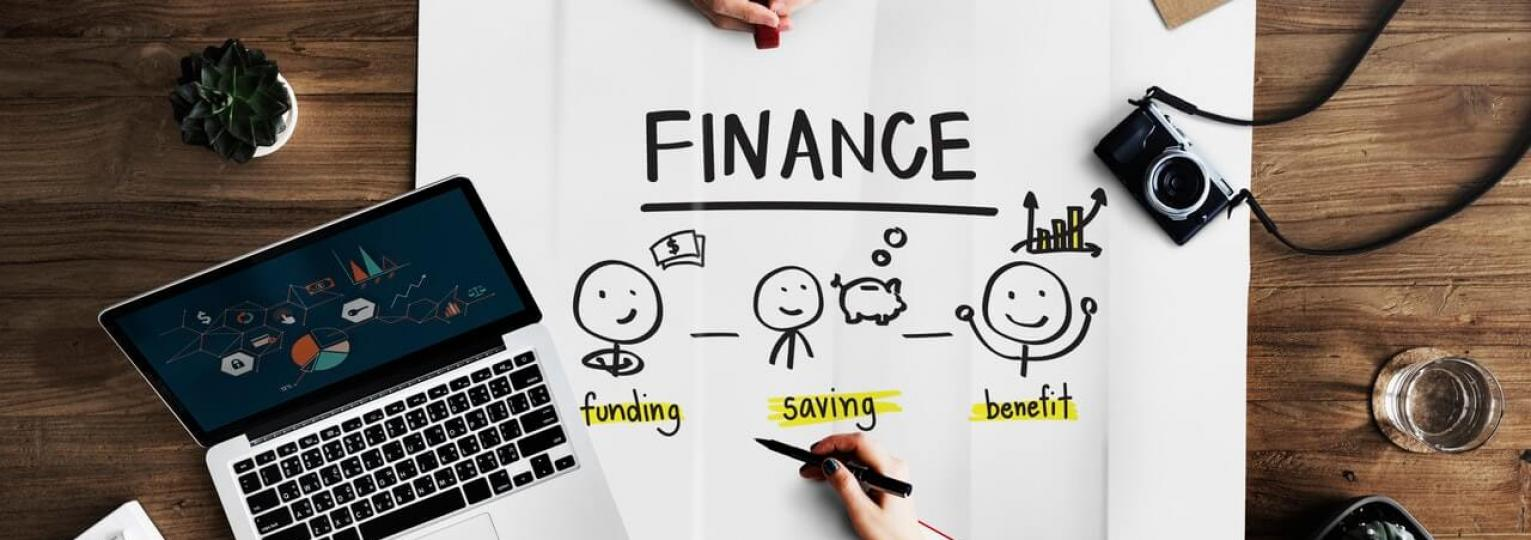 FINANCE
$
funding
saving
benefit
$